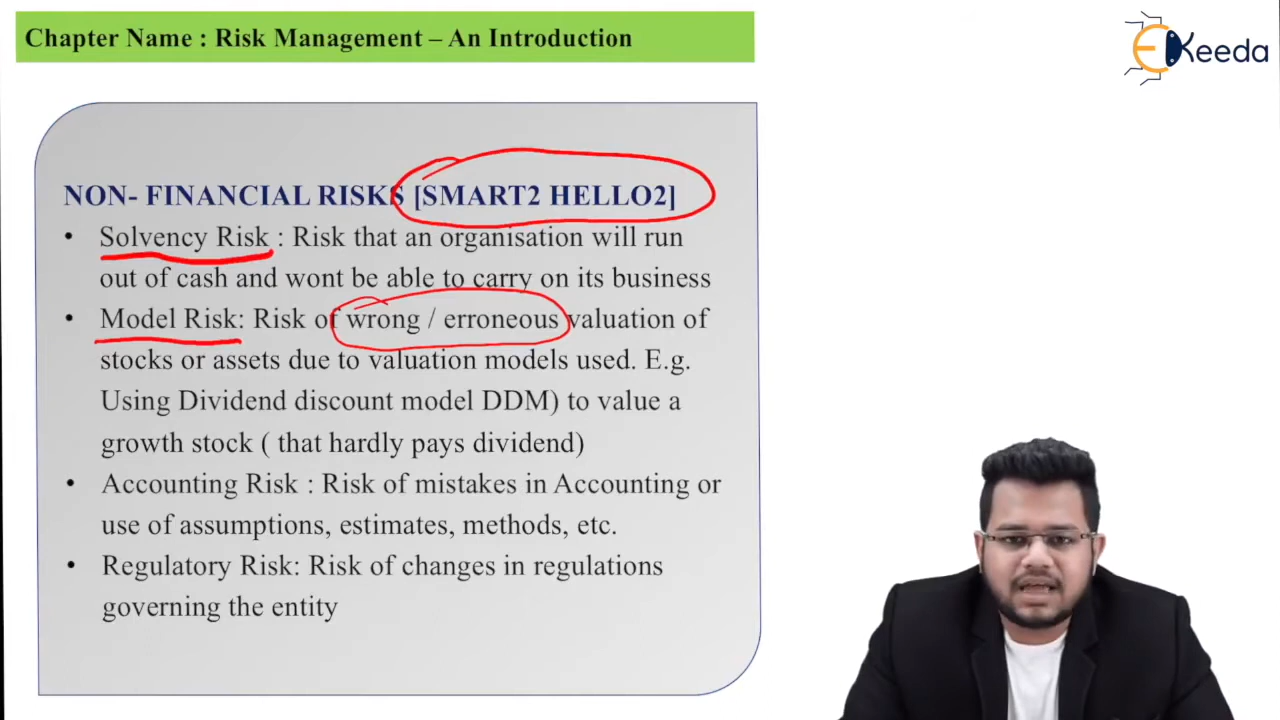 Chapter Name : Risk Management – An Introduction
EKeeda
NON- FINANCIAL RISKS [SMART2 HELLO2]
• Solvency Risk : Risk that an organisation will run
out of cash and wont be able to carry on its business
• Model Risk: Risk of wrong / erroneous valuation of
stocks or assets due to valuation models used. E.g.
Using Dividend discount model DDM) to value a
growth stock ( that hardly pays dividend)
• Accounting Risk : Risk of mistakes in Accounting or
use of assumptions, estimates, methods, etc.
• Regulatory Risk: Risk of changes in regulations
governing the entity